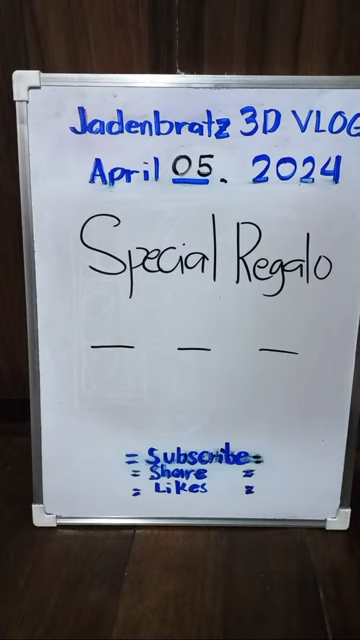 Jadenbratz 3D VLOG
April 05. 2024
Special Regalo
_ _ _
= Subscribe=
= Share =
= Likes =